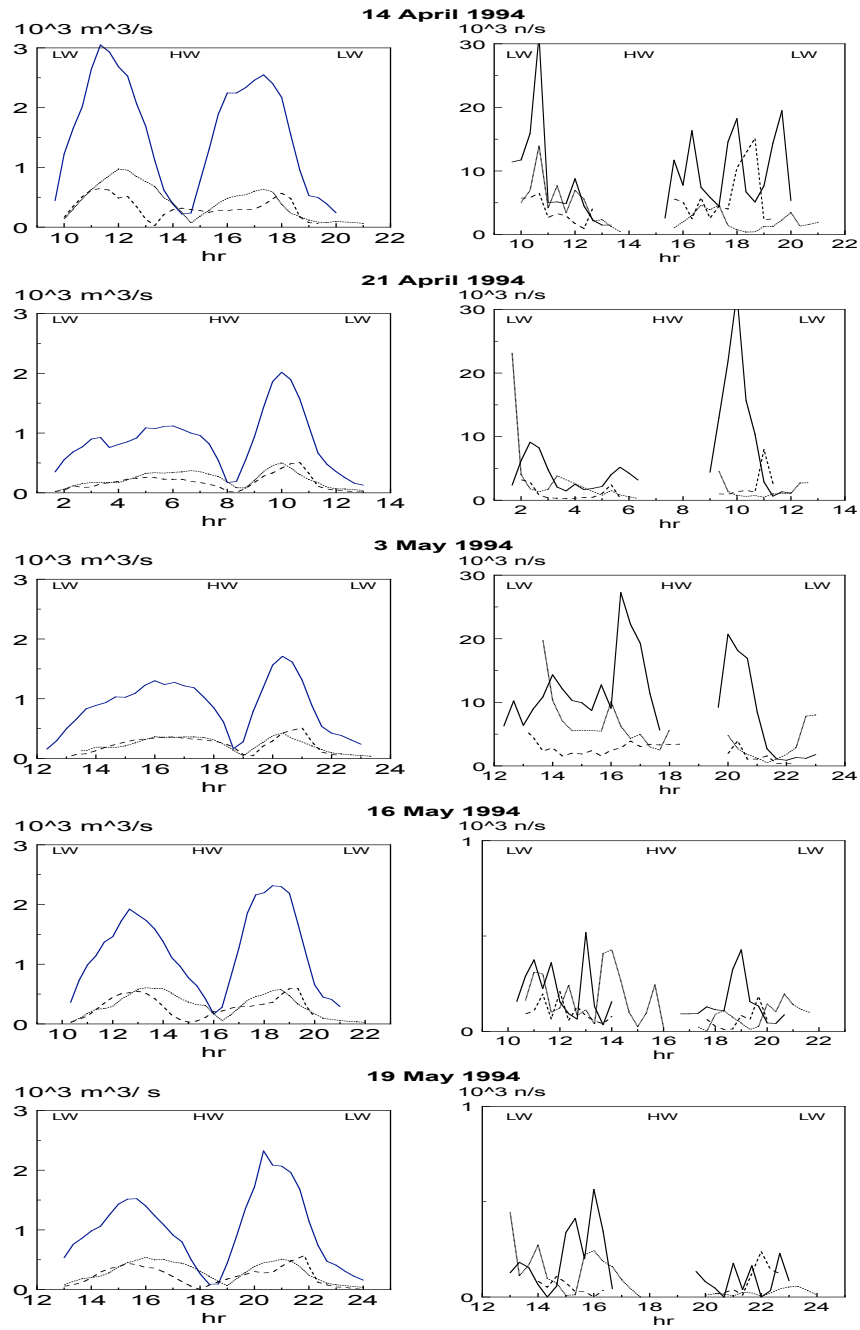 14 April 1994
10^3 m^3/s
10^3 n/s
3
LW HW LW
2
1
0
10 12 14 16 18 20 22
hr
30
LW HW LW
20
10
0
10 12 14 16 18 20 22
hr
21 April 1994
10^3 m^3/s
10^3 n/s
3
LW HW LW
2
1
0
2 4 6 8 10 12 14
hr
30
LW HW LW
20
10
0
2 4 6 8 10 12 14
hr
3 May 1994
10^3 m^3/s
10^3 n/s
3
LW HW LW
2
1
0
12 14 16 18 20 22 24
hr
30
LW HW LW
20
10
0
12 14 16 18 20 22 24
hr
16 May 1994
10^3 m^3/s
10^3 n/s
3
LW HW LW
2
1
0
10 12 14 16 18 20 22
hr
1
LW HW LW
0
10 12 14 16 18 20 22
hr
19 May 1994
10^3 m^3/ s
10^3 n/s
3
LW HW LW
2
1
0
12 14 16 18 20 22 24
hr
1
LW HW LW
0
12 14 16 18 20 22 24
hr